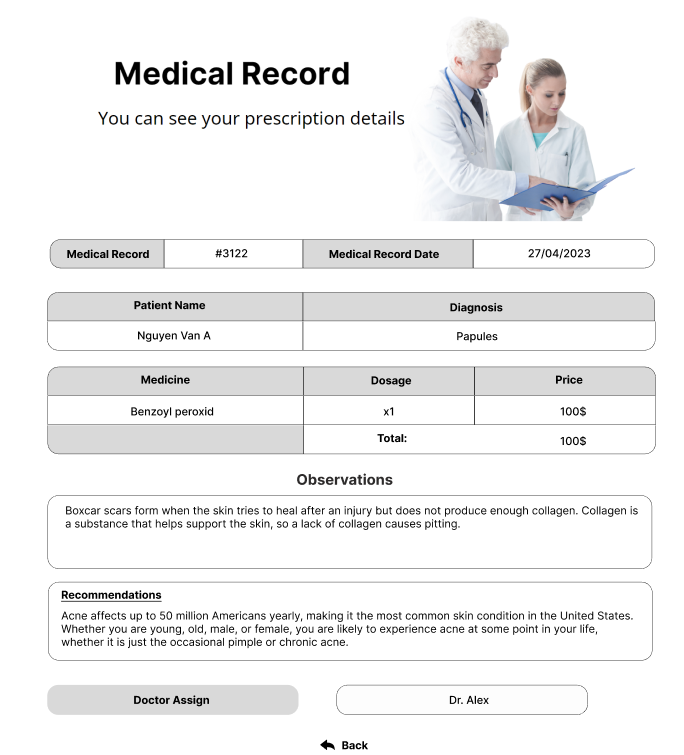 Medical Record
You can see your prescription details
Medical Record #3122 Medical Record Date 27/04/2023
Patient Name Diagnosis
Nguyen Van A Papules
Medicine Dosage Price
Benzoyl peroxid x1 100$
Total: 100$
Observations
Boxcar scars form when the skin tries to heal after an injury but does not produce enough collagen. Collagen is
a substance that helps support the skin, so a lack of collagen causes pitting.
Recommendations
Acne affects up to 50 million Americans yearly, making it the most common skin condition in the United States.
Whether you are young, old, male, or female, you are likely to experience acne at some point in your life,
whether it is just the occasional pimple or chronic acne.
Doctor Assign Dr. Alex
Back